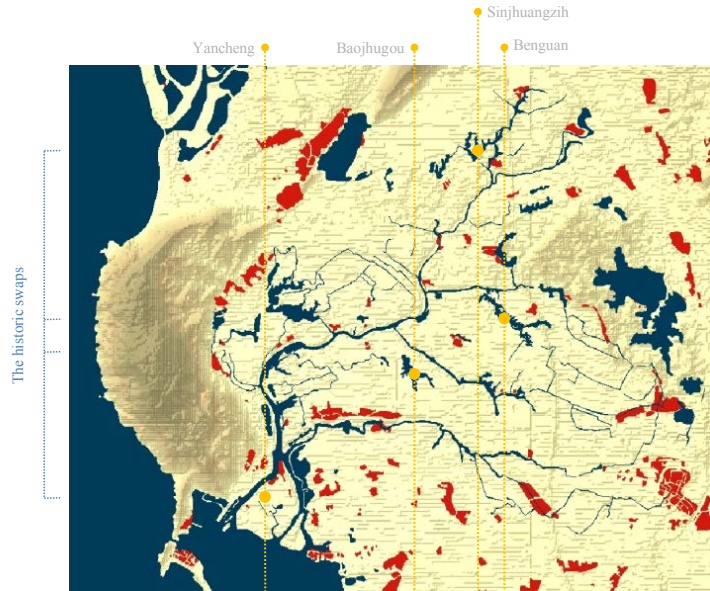 Sinjhuangzih
Yancheng
Baojhugou
Benguan
The historic swaps